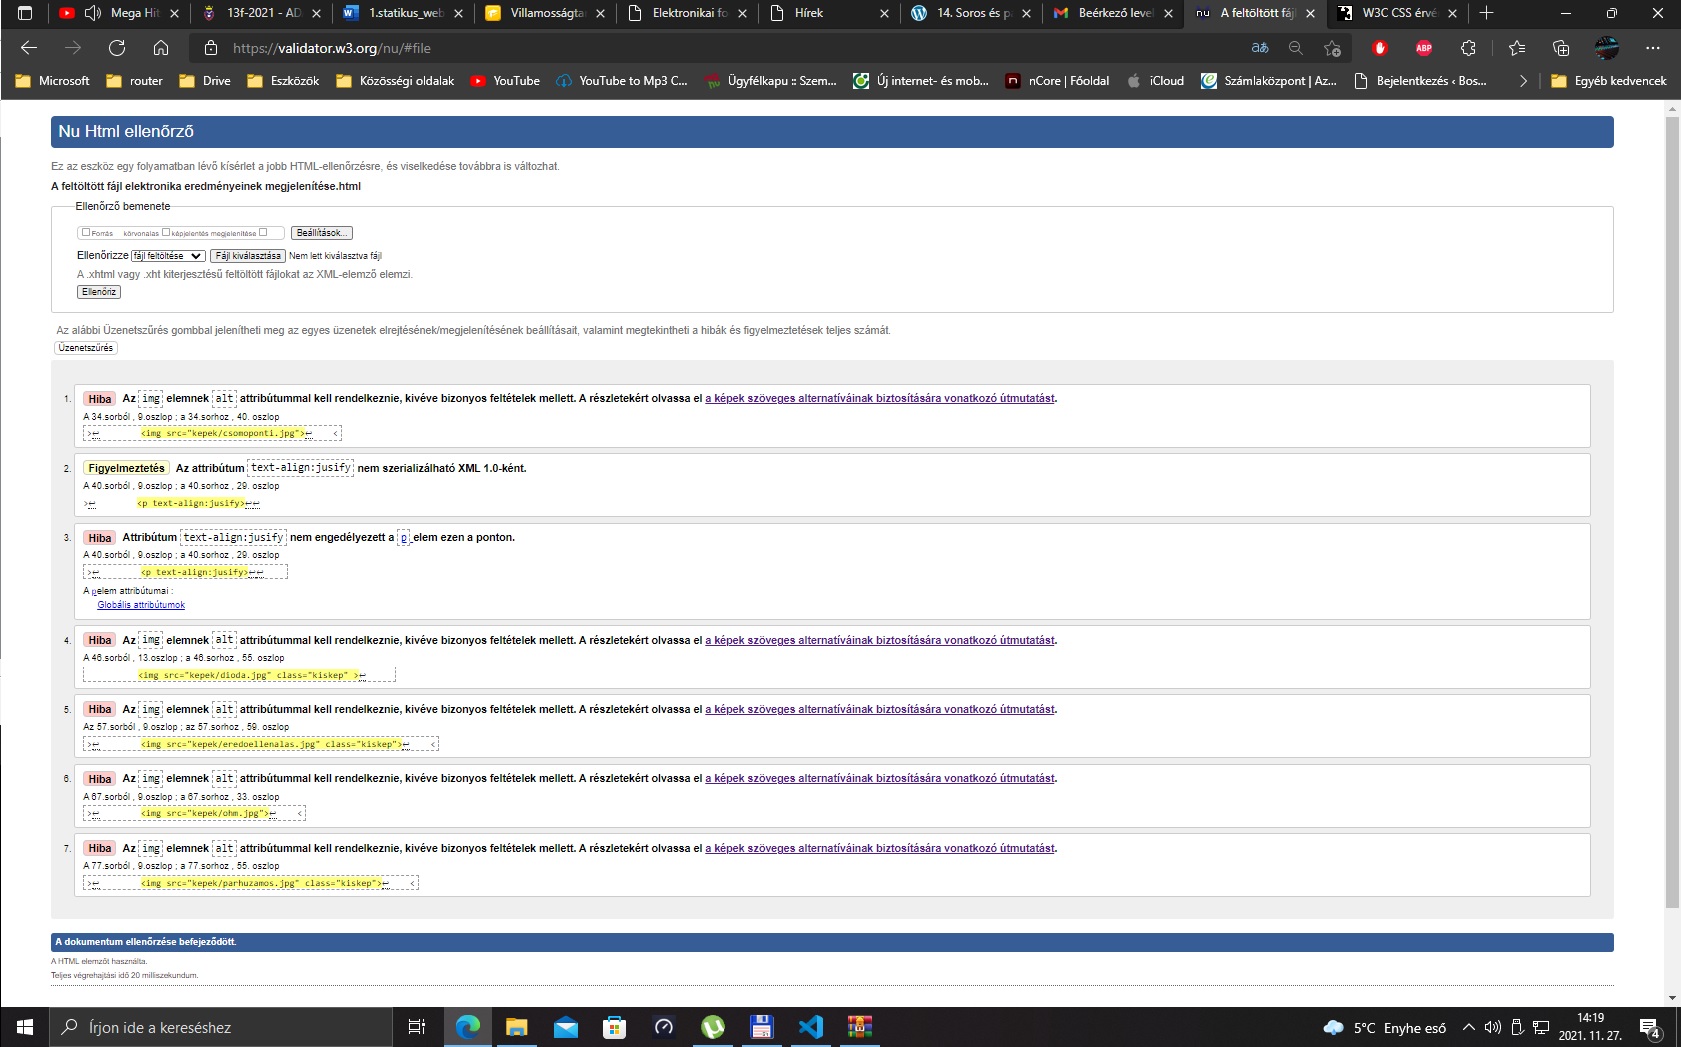 Mega Hit
13f-2021 - AD
1.statikus_web
Villamosságtan
Elektronikai fo
Hírek
14. Soros és p
Beérkező level
A feltöltött fájl
W3C CSS érvé
https://validator.w3.org/nu/#file
Microsoft
router
Drive
Eszközök
Közösségi oldalak
YouTube
YouTube to Mp3 C...
Ügyfélkapu :: Szem...
Új internet- és mob...
nCore | Főoldal
iCloud
Számlaközpont | Az...
Bejelentkezés ‹ Bos...
Egyéb kedvencek
Nu Html ellenőrző
Ez az eszköz egy folyamatban lévő kísérlet a jobb HTML-ellenőrzésre, és viselkedése továbbra is változhat.
A feltöltött fájl elektronika eredményeinek megjelenítése.html
Ellenőrző bemenete
Forrás körvonalas képjelentés megjelenítése Beállítások...
Ellenőrizze fájl feltöltése Fájl kiválasztása Nem lett kiválasztva fájl
A .xhtml vagy .xht kiterjesztésű feltöltött fájlokat az XML-elemző elemzi.
Ellenőriz
Az alábbi Üzenetszűrés gombbal jelenítheti meg az egyes üzenetek elrejtésének/megjelenítésének beállításait, valamint megtekintheti a hibák és figyelmeztetések teljes számát.
Üzenetszűrés
1. Hiba Az img elemnek alt attribútummal kell rendelkeznie, kivéve bizonyos feltételek mellett. A részletekért olvassa el a képek szöveges alternatíváinak biztosítására vonatkozó útmutatást.
A 34.sorból , 9.oszlop ; a 34.sorhoz , 40. oszlop
>↩ <img src="kepek/csomoponti.jpg">↩ <
2. Figyelmeztetés Az attribútum text-align:jusify nem szerializálható XML 1.0-ként.
A 40.sorból , 9.oszlop ; a 40.sorhoz , 29. oszlop
>↩ <p text-align:jusify>↩↩
3. Hiba Attribútum text-align:jusify nem engedélyezett a p elem ezen a ponton.
A 40.sorból , 9.oszlop ; a 40.sorhoz , 29. oszlop
>↩ <p text-align:jusify>↩↩
A pelem attribútumai :
Globális attribútumok
4. Hiba Az img elemnek alt attribútummal kell rendelkeznie, kivéve bizonyos feltételek mellett. A részletekért olvassa el a képek szöveges alternatíváinak biztosítására vonatkozó útmutatást.
A 46.sorból , 13.oszlop ; a 46.sorhoz , 55. oszlop
<img src="kepek/dioda.jpg" class="kiskep" >↩
5. Hiba Az img elemnek alt attribútummal kell rendelkeznie, kivéve bizonyos feltételek mellett. A részletekért olvassa el a képek szöveges alternatíváinak biztosítására vonatkozó útmutatást.
Az 57.sorból , 9.oszlop ; az 57.sorhoz , 59. oszlop
>↩ <img src="kepek/eredoellenalas.jpg" class="kiskep">↩ <
6. Hiba Az img elemnek alt attribútummal kell rendelkeznie, kivéve bizonyos feltételek mellett. A részletekért olvassa el a képek szöveges alternatíváinak biztosítására vonatkozó útmutatást.
A 67.sorból , 9.oszlop ; a 67.sorhoz , 33. oszlop
>↩ <img src="kepek/ohm.jpg">↩ <
7. Hiba Az img elemnek alt attribútummal kell rendelkeznie, kivéve bizonyos feltételek mellett. A részletekért olvassa el a képek szöveges alternatíváinak biztosítására vonatkozó útmutatást.
A 77.sorból , 9.oszlop ; a 77.sorhoz , 55. oszlop
>↩ <img src="kepek/parhuzamos.jpg" class="kiskep">↩ <
A dokumentum ellenőrzése befejeződött.
A HTML elemzőt használta.
Teljes végrehajtási idő 20 milliszekundum.
Írjon ide a kereséshez
5°C Enyhe eső
14:19
2021. 11. 27.
4